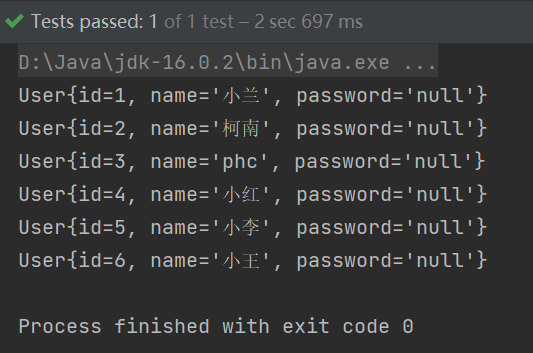 Tests passed: 1 of 1 test – 2 sec 697 ms
D:\Java\jdk-16.0.2\bin\java.exe ...
User{id=1, name='小兰', password='null'}
User{id=2, name='柯南', password='null'}
User{id=3, name='phc', password='null'}
User{id=4, name='小红', password='null'}
User{id=5, name='小李', password='null'}
User{id=6, name='小王', password='null'}
Process finished with exit code 0